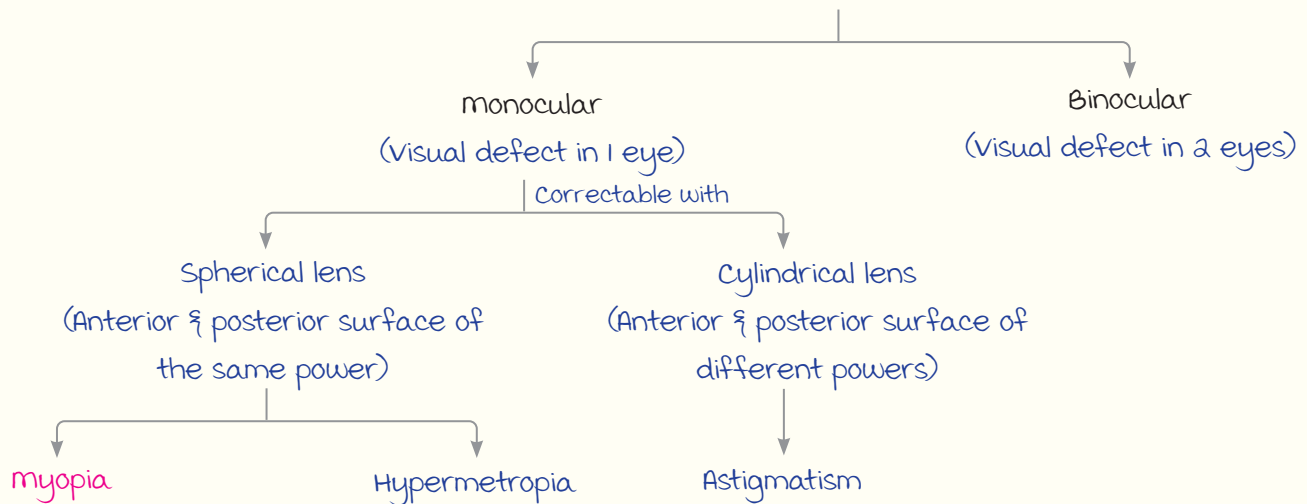 Monocular
Binocular
(Visual defect in 1 eye)
(Visual defect in 2 eyes)
Correctable with
Spherical lens
Cylindrical lens
(Anterior & posterior surface of
the same power)
(Anterior & posterior surface of
different powers)
Myopia
Hypermetropia
Astigmatism